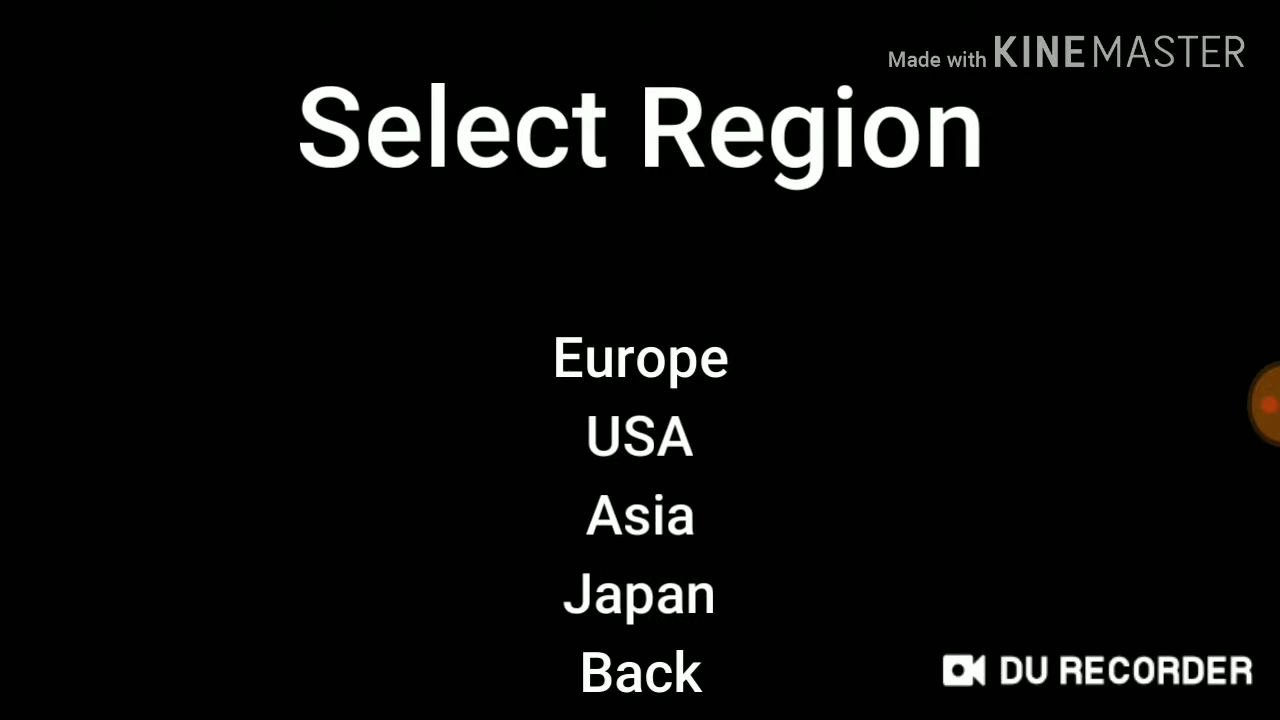 Made with KINEMASTER
Select Region
Europe
USA
Asia
Japan
Back
DU RECORDER